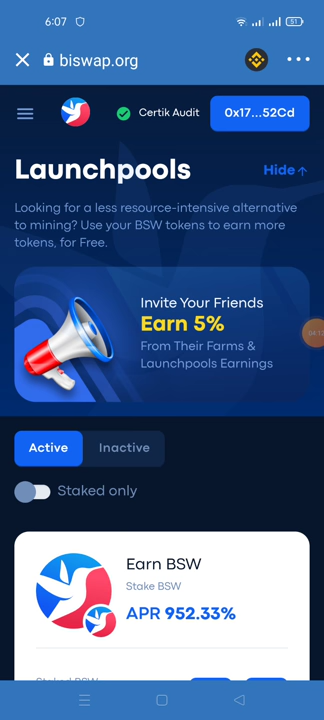 6:07
51
biswap.org
Certik Audit
0x17...52Cd
Launchpools
Hide
Looking for a less resource-intensive alternative
to mining? Use your BSW tokens to earn more
tokens, for Free.
Invite Your Friends
Earn 5%
From Their Farms &
Launchpools Earnings
Active
Inactive
Staked only
Earn BSW
Stake BSW
APR 952.33%